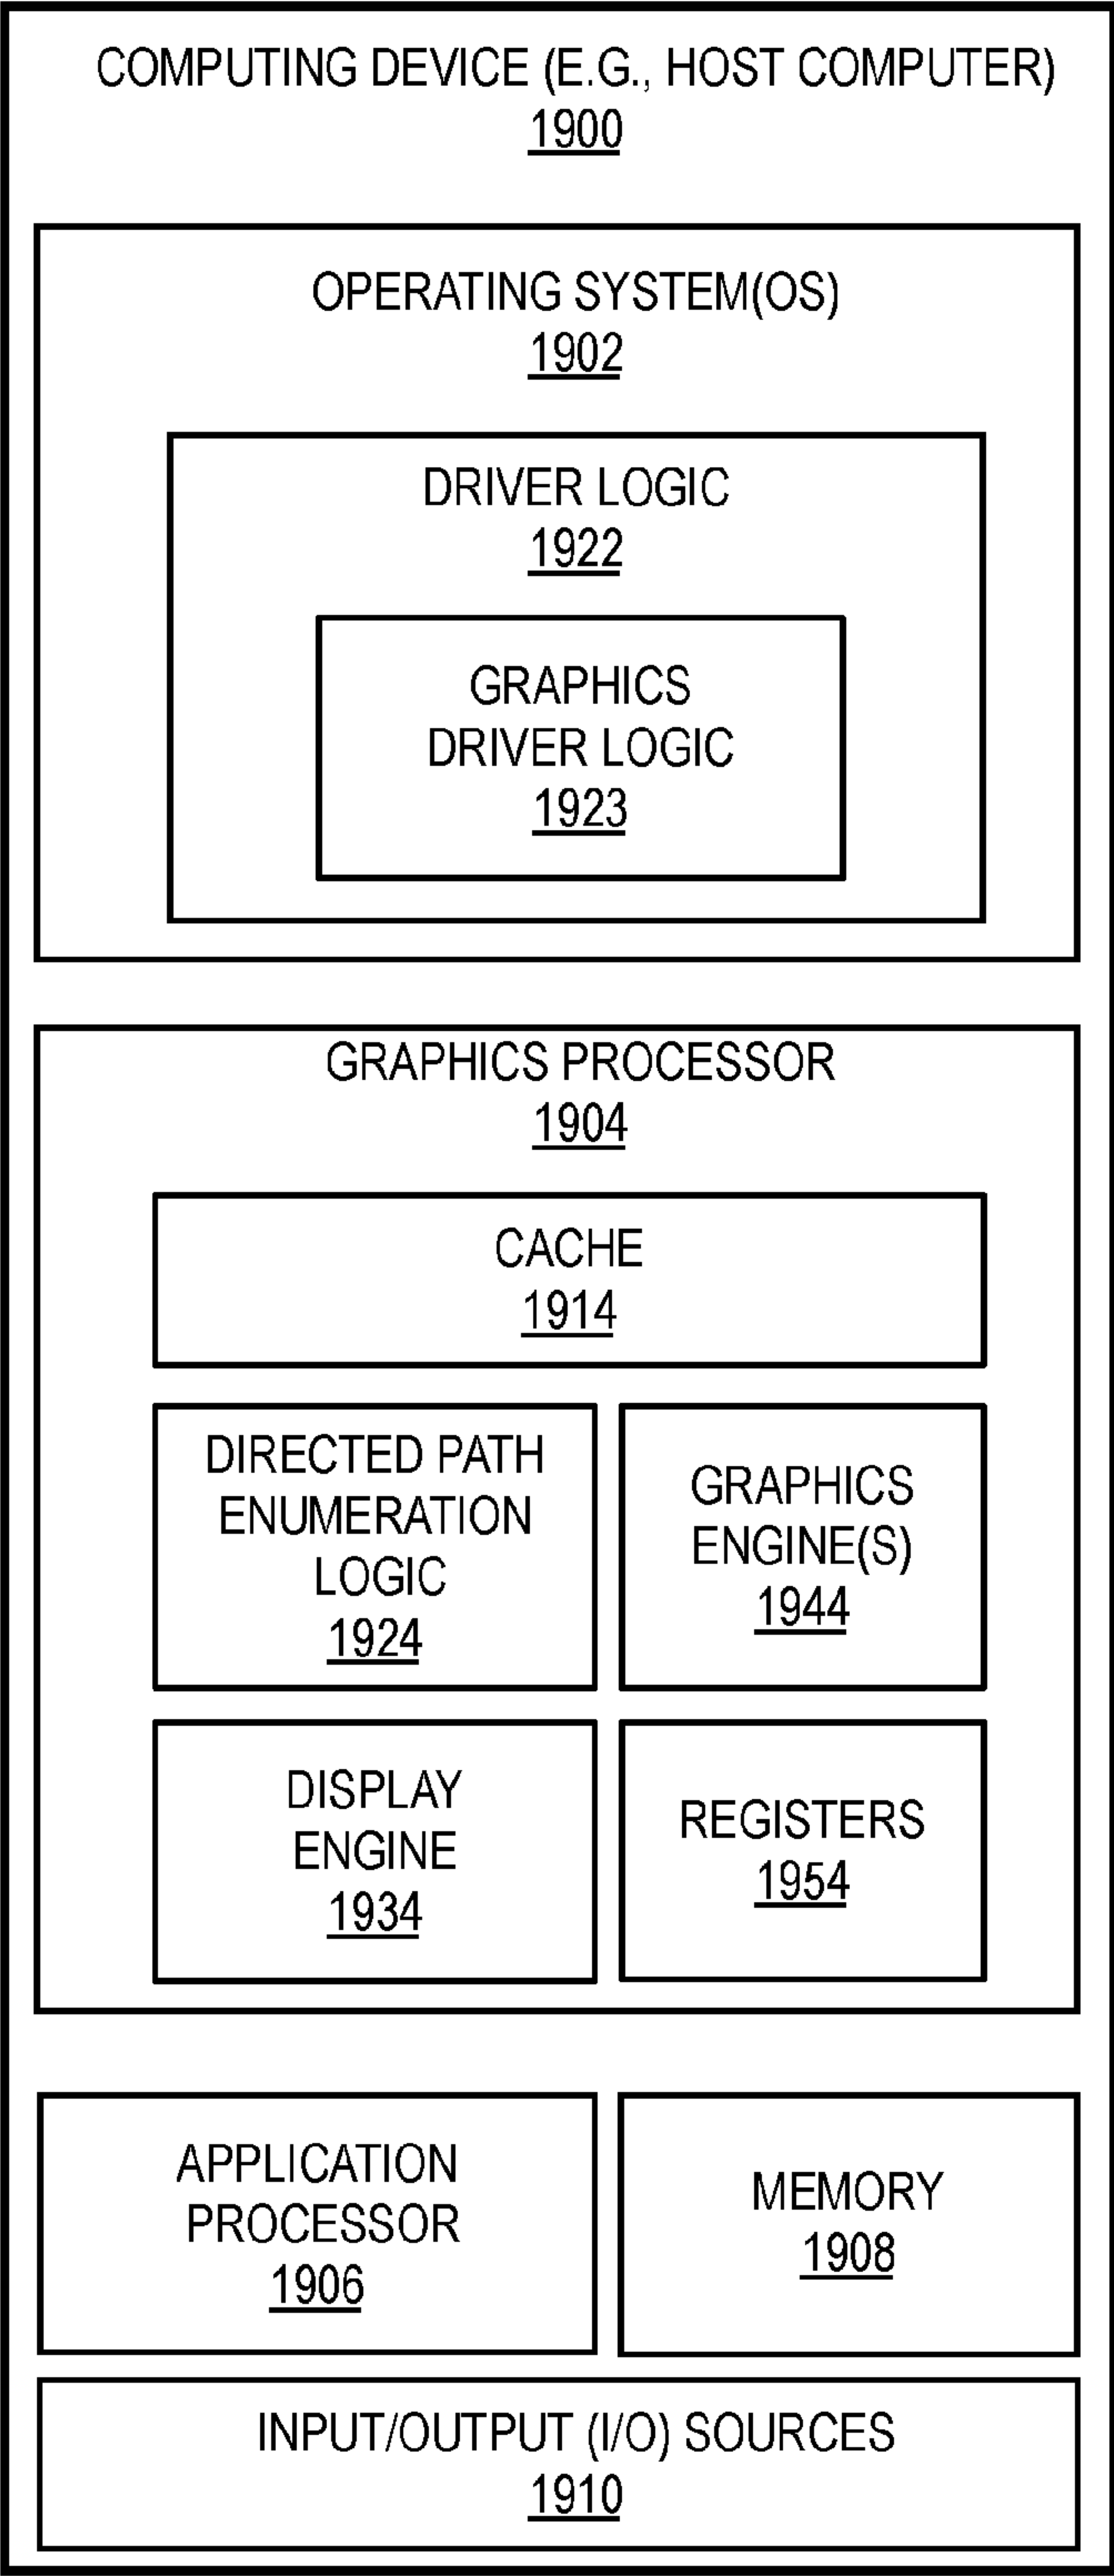 COMPUTING DEVICE (E.G., HOST COMPUTER)
1900
OPERATING SYSTEM(OS)
1902
DRIVER LOGIC
1922
GRAPHICS
DRIVER LOGIC
1923
GRAPHICS PROCESSOR
1904
CACHE
1914
DIRECTED PATH
ENUMERATION
LOGIC
1924
GRAPHICS
ENGINE(S)
1944
DISPLAY
ENGINE
1934
REGISTERS
1954
APPLICATION
PROCESSOR
1906
MEMORY
1908
INPUT/OUTPUT (I/O) SOURCES
1910